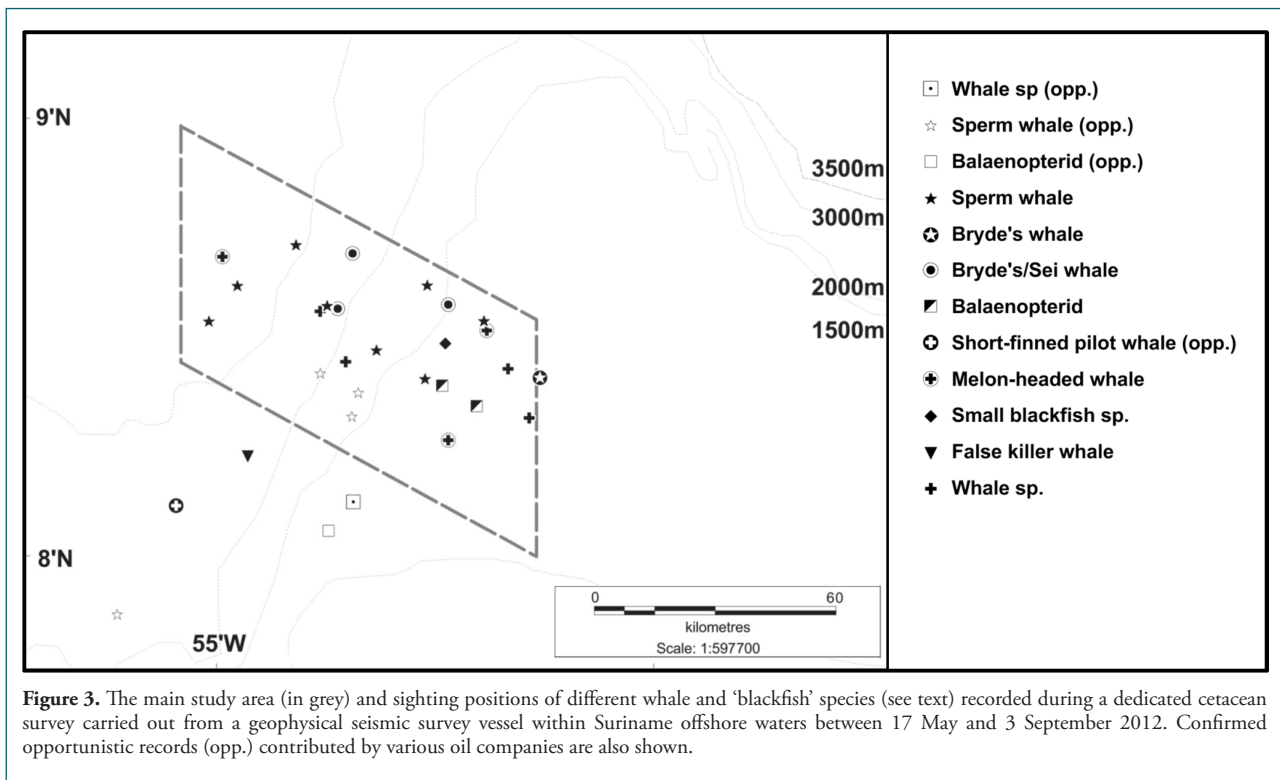 9'N
8'N
55'W
3500m
3000m
2000m
1500m
0 60
kilometres
Scale: 1:597700
Whale sp (opp.)
Sperm whale (opp.)
Balaenopterid (opp.)
Sperm whale
Bryde's whale
Bryde's/Sei whale
Balaenopterid
Short-finned pilot whale (opp.)
Melon-headed whale
Small blackfish sp.
False killer whale
Whale sp.
Figure 3. The main study area (in grey) and sighting positions of different whale and ‘blackfish’ species (see text) recorded during a dedicated cetacean
survey carried out from a geophysical seismic survey vessel within Suriname offshore waters between 17 May and 3 September 2012. Confirmed
opportunistic records (opp.) contributed by various oil companies are also shown.